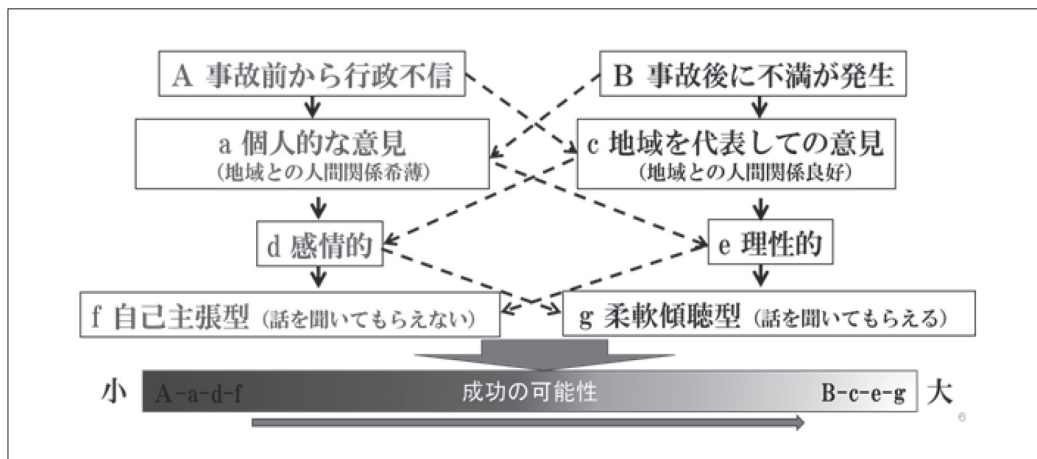 A 事故前から行政不信
B 事故後に不満が発生
a 個人的な意見
(地域との人間関係希薄)
c 地域を代表しての意見
(地域との人間関係良好)
d 感情的
e 理性的
f 自己主張型 (話を聞いてもらえない)
g 柔軟傾聴型 (話を聞いてもらえる)
小 A-a-d-f 成功の可能性 B-c-e-g 大
6